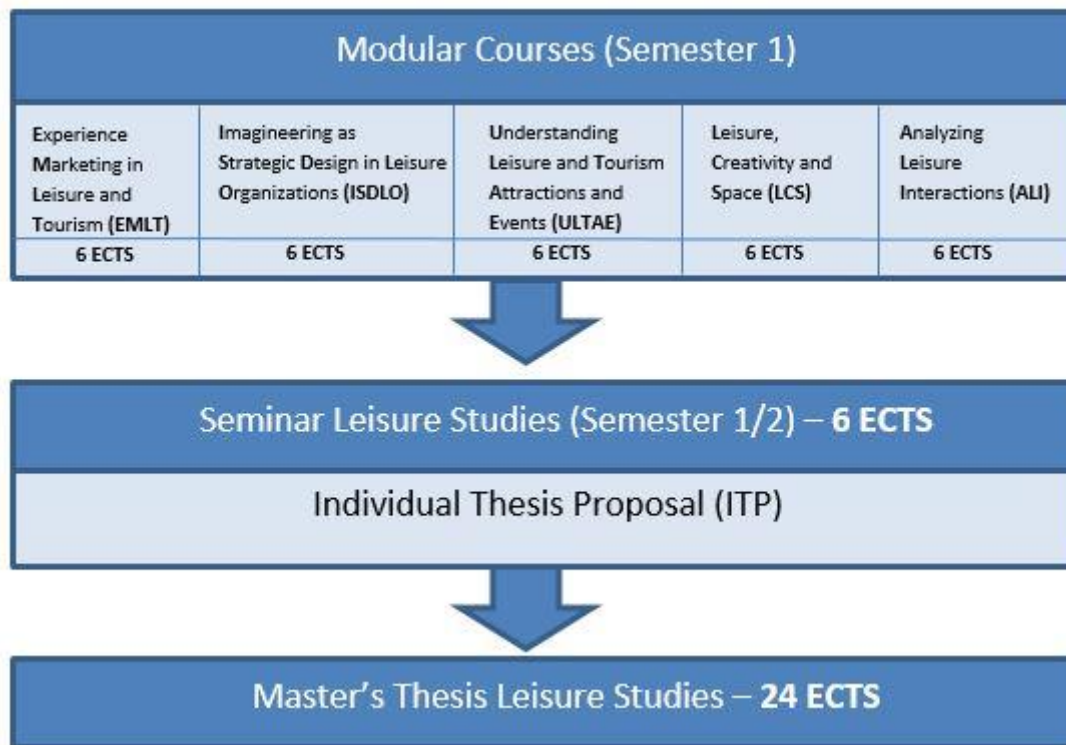 Modular Courses (Semester 1)
Experience
Marketing in
Leisure and
Tourism (EMLT)
6 ECTS
Imagineering as
Strategic Design in Leisure
Organizations (ISDLO)
6 ECTS
Understanding
Leisure and Tourism
Attractions and
Events (ULTAE)
6 ECTS
Leisure,
Creativity and
Space (LCS)
6 ECTS
Analyzing
Leisure
Interactions (ALI)
6 ECTS
Seminar Leisure Studies (Semester 1/2) – 6 ECTS
Individual Thesis Proposal (ITP)
Master's Thesis Leisure Studies – 24 ECTS